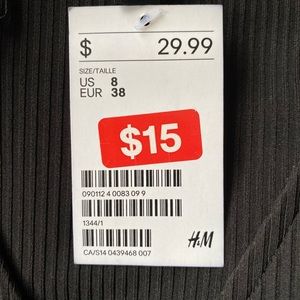 $ 29.99
SIZE/TAILLE
US 8
EUR 38
$15
090112 4 0083 09 9
1344/1
H&M
CA/S14 0439468 007